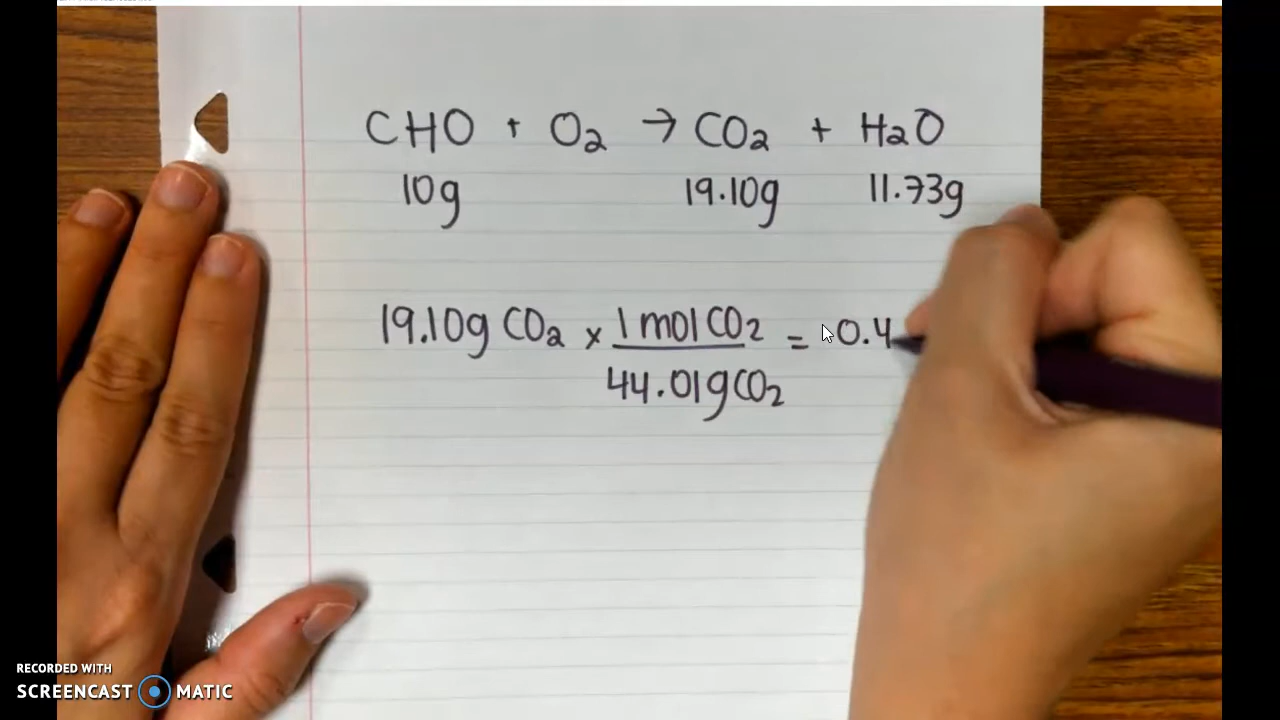 CHO + O₂ → CO₂ + H₂O
10g 19.10g 11.73g
19.10g CO₂ x 1 mol CO₂ = 0.4
44.01g CO₂
RECORDED WITH
SCREENCAST MATIC